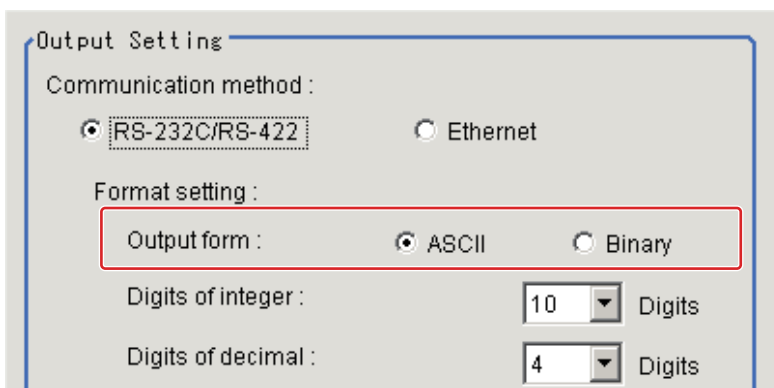 Output Setting
Communication method :
RS-232C/RS-422 Ethernet
Format setting :
Output form : ASCII Binary
Digits of integer : 10 Digits
Digits of decimal : 4 Digits